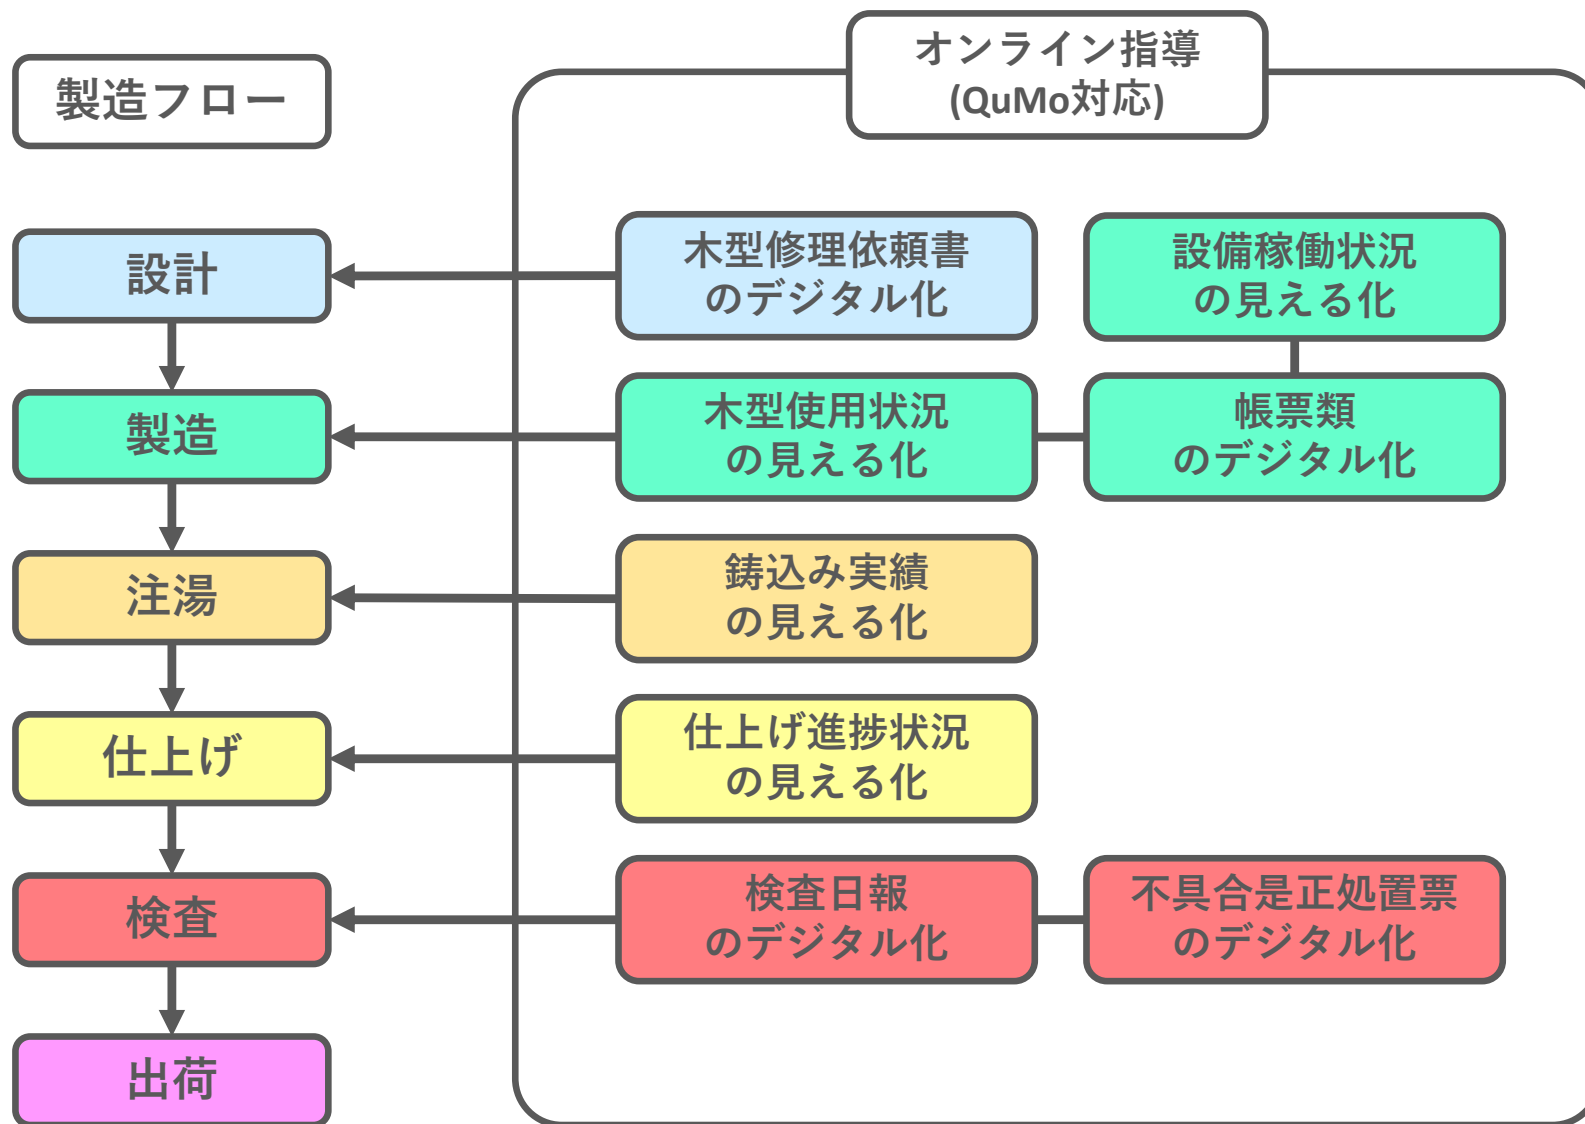 製造フロー
オンライン指導
(QuMo対応)
設計
木型修理依頼書
のデジタル化
設備稼働状況
の見える化
製造
木型使用状況
の見える化
帳票類
のデジタル化
注湯
鋳込み実績
の見える化
仕上げ
仕上げ進捗状況
の見える化
検査
検査日報
のデジタル化
不具合是正処置票
のデジタル化
出荷